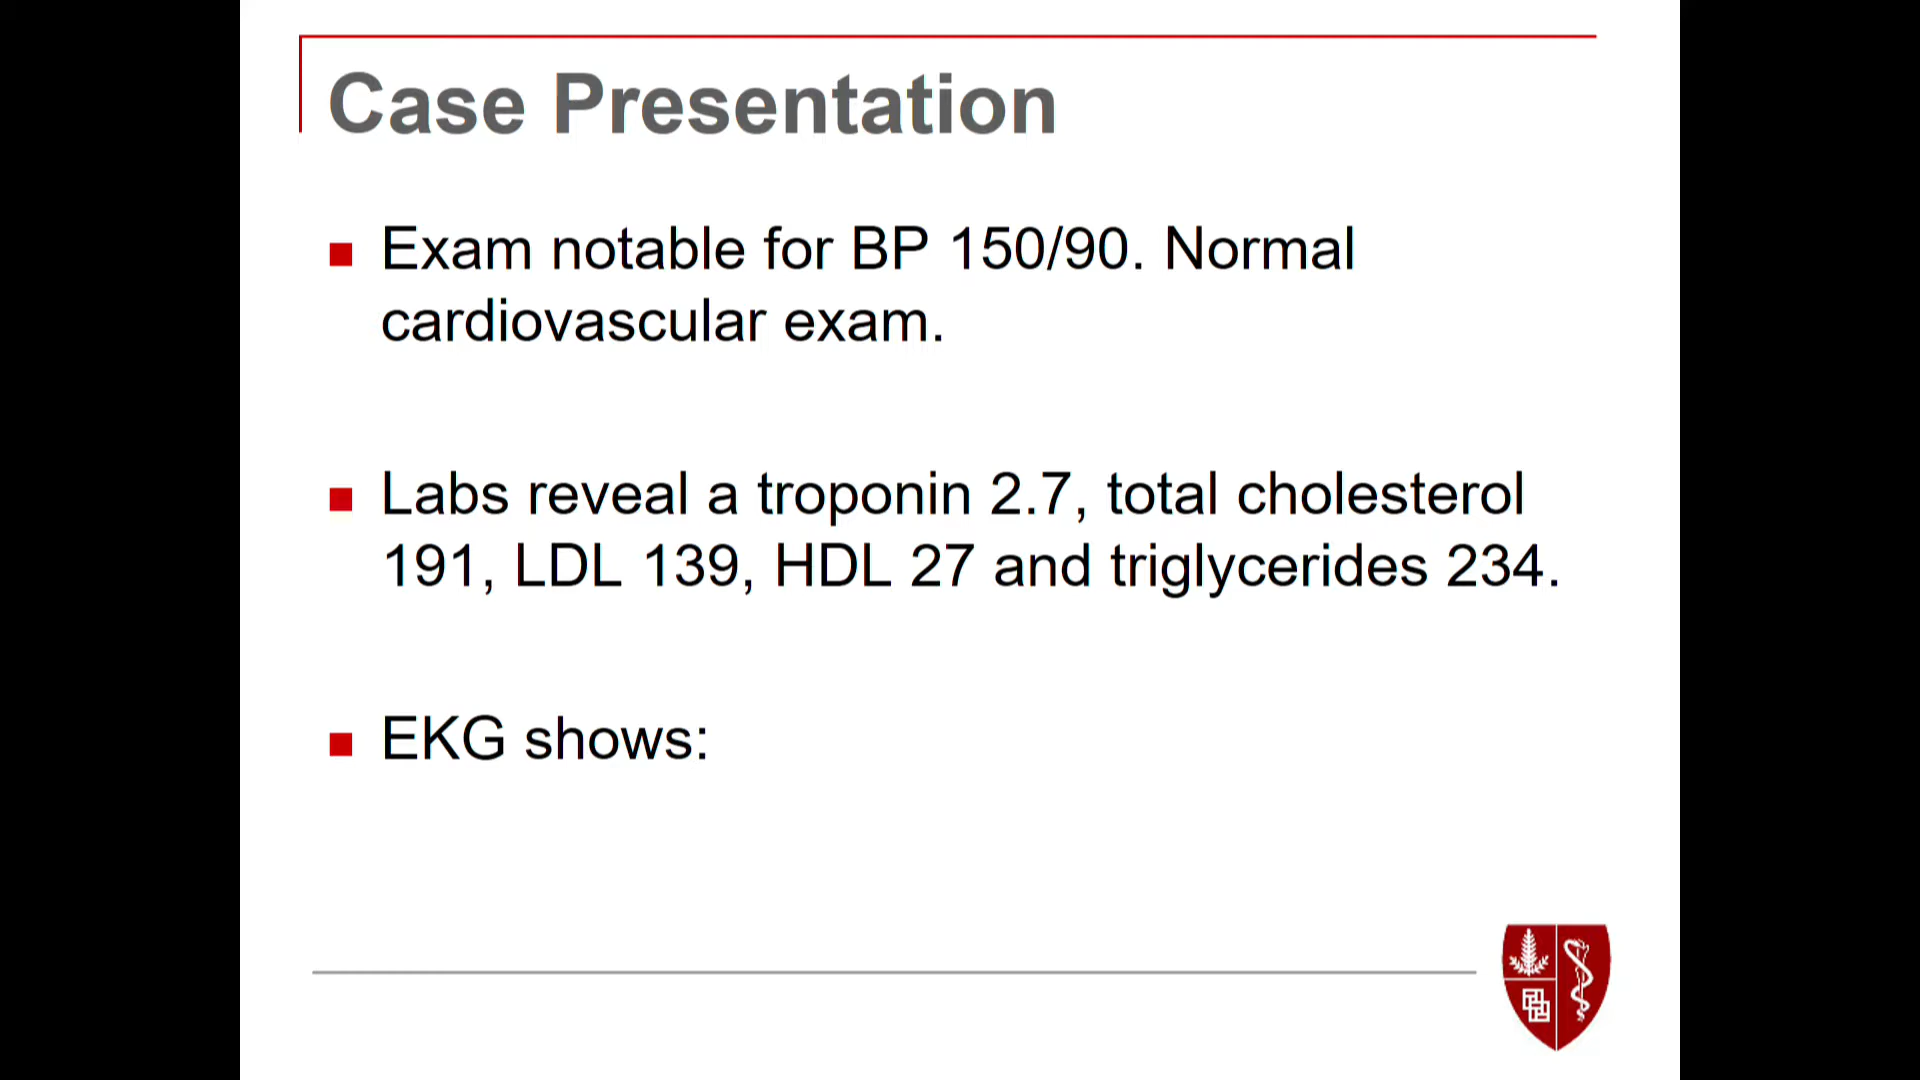 Case Presentation
Exam notable for BP 150/90. Normal
cardiovascular exam.
Labs reveal a troponin 2.7, total cholesterol
191, LDL 139, HDL 27 and triglycerides 234.
EKG shows: